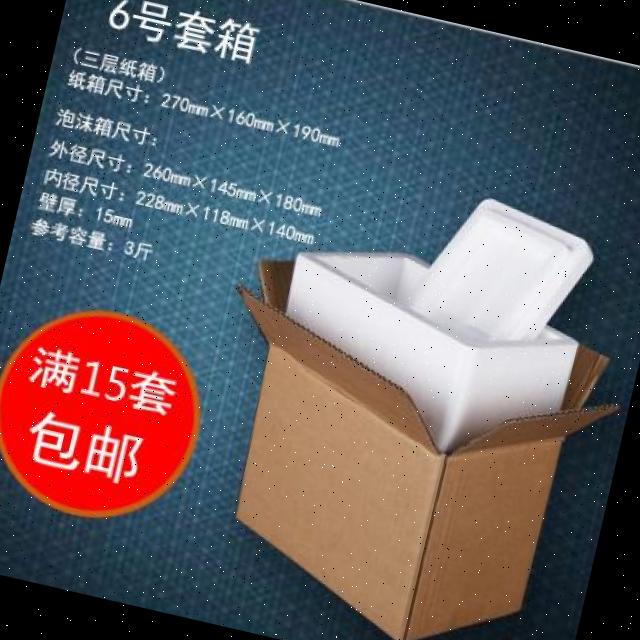 6号套箱
（三层纸箱）
纸箱尺寸：270mm×160mm×190mm
泡沫箱尺寸：
外径尺寸：260mm×145mm×180mm
内径尺寸：228mm×118mm×140mm
壁厚：15mm
参考容量：3斤
满15套
包邮